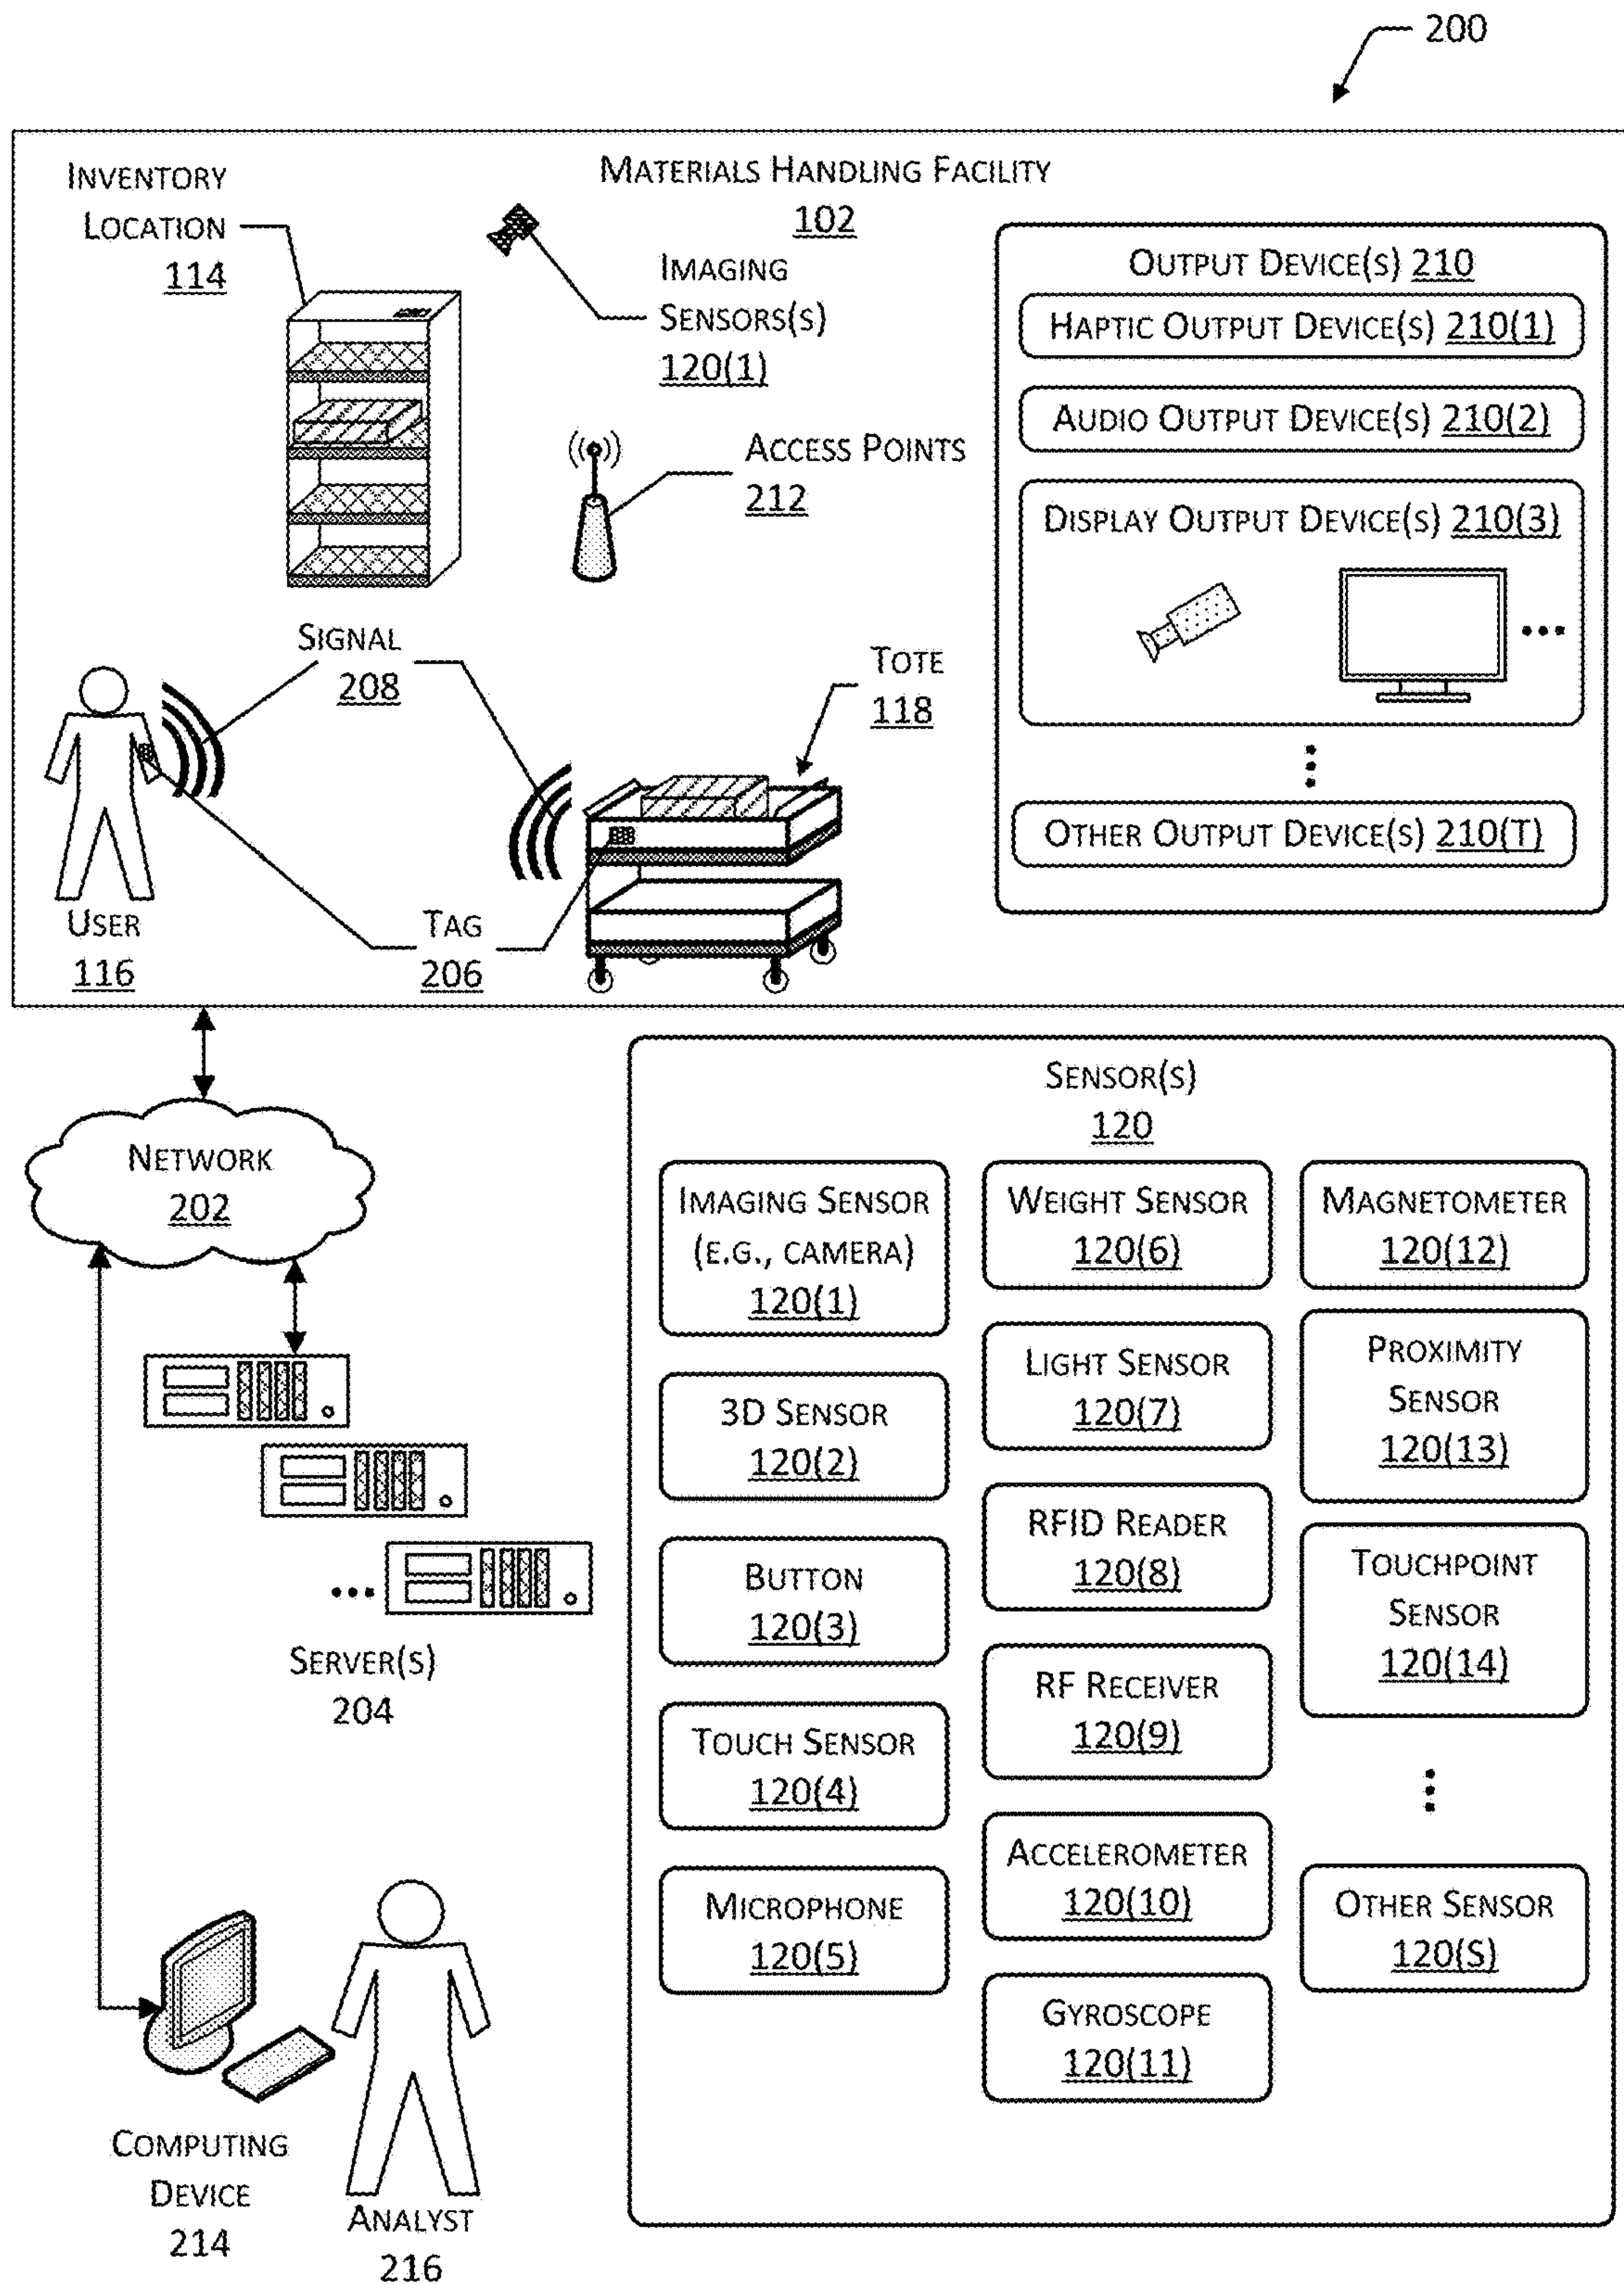 200
MATERIALS HANDLING FACILITY
102
INVENTORY
LOCATION
114
IMAGING
SENSORS(S)
120(1)
ACCESS POINTS
212
OUTPUT DEVICE(S) 210
HAPTIC OUTPUT DEVICE(S) 210(1)
AUDIO OUTPUT DEVICE(S) 210(2)
DISPLAY OUTPUT DEVICE(S) 210(3)
OTHER OUTPUT DEVICE(S) 210(T)
SIGNAL
208
TOTE
118
USER
116
TAG
206
NETWORK
202
SERVER(S)
204
COMPUTING
DEVICE
214
ANALYST
216
SENSOR(S)
120
IMAGING SENSOR
(E.G., CAMERA)
120(1)
3D SENSOR
120(2)
BUTTON
120(3)
TOUCH SENSOR
120(4)
MICROPHONE
120(5)
WEIGHT SENSOR
120(6)
LIGHT SENSOR
120(7)
RFID READER
120(8)
RF RECEIVER
120(9)
ACCELEROMETER
120(10)
GYROSCOPE
120(11)
MAGNETOMETER
120(12)
PROXIMITY
SENSOR
120(13)
TOUCHPOINT
SENSOR
120(14)
OTHER SENSOR
120(S)